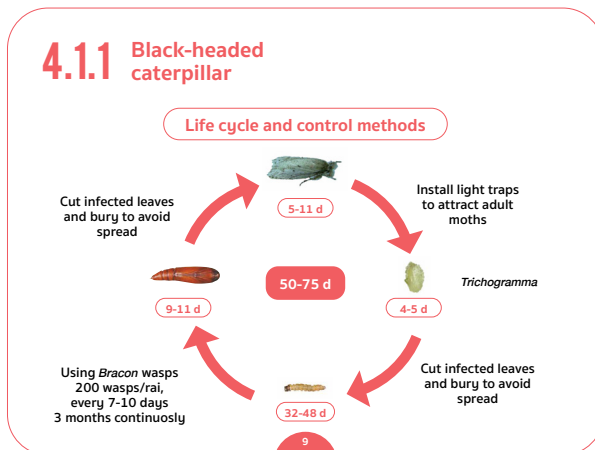 4.1.1 Black-headed
caterpillar
Life cycle and control methods
5-11 d
Install light traps
to attract adult
moths
Trichogramma
4-5 d
Cut infected leaves
and bury to avoid
spread
32-48 d
Using Bracon wasps
200 wasps/rai,
every 7-10 days
3 months continuosly
9-11 d
Cut infected leaves
and bury to avoid
spread
50-75 d
9